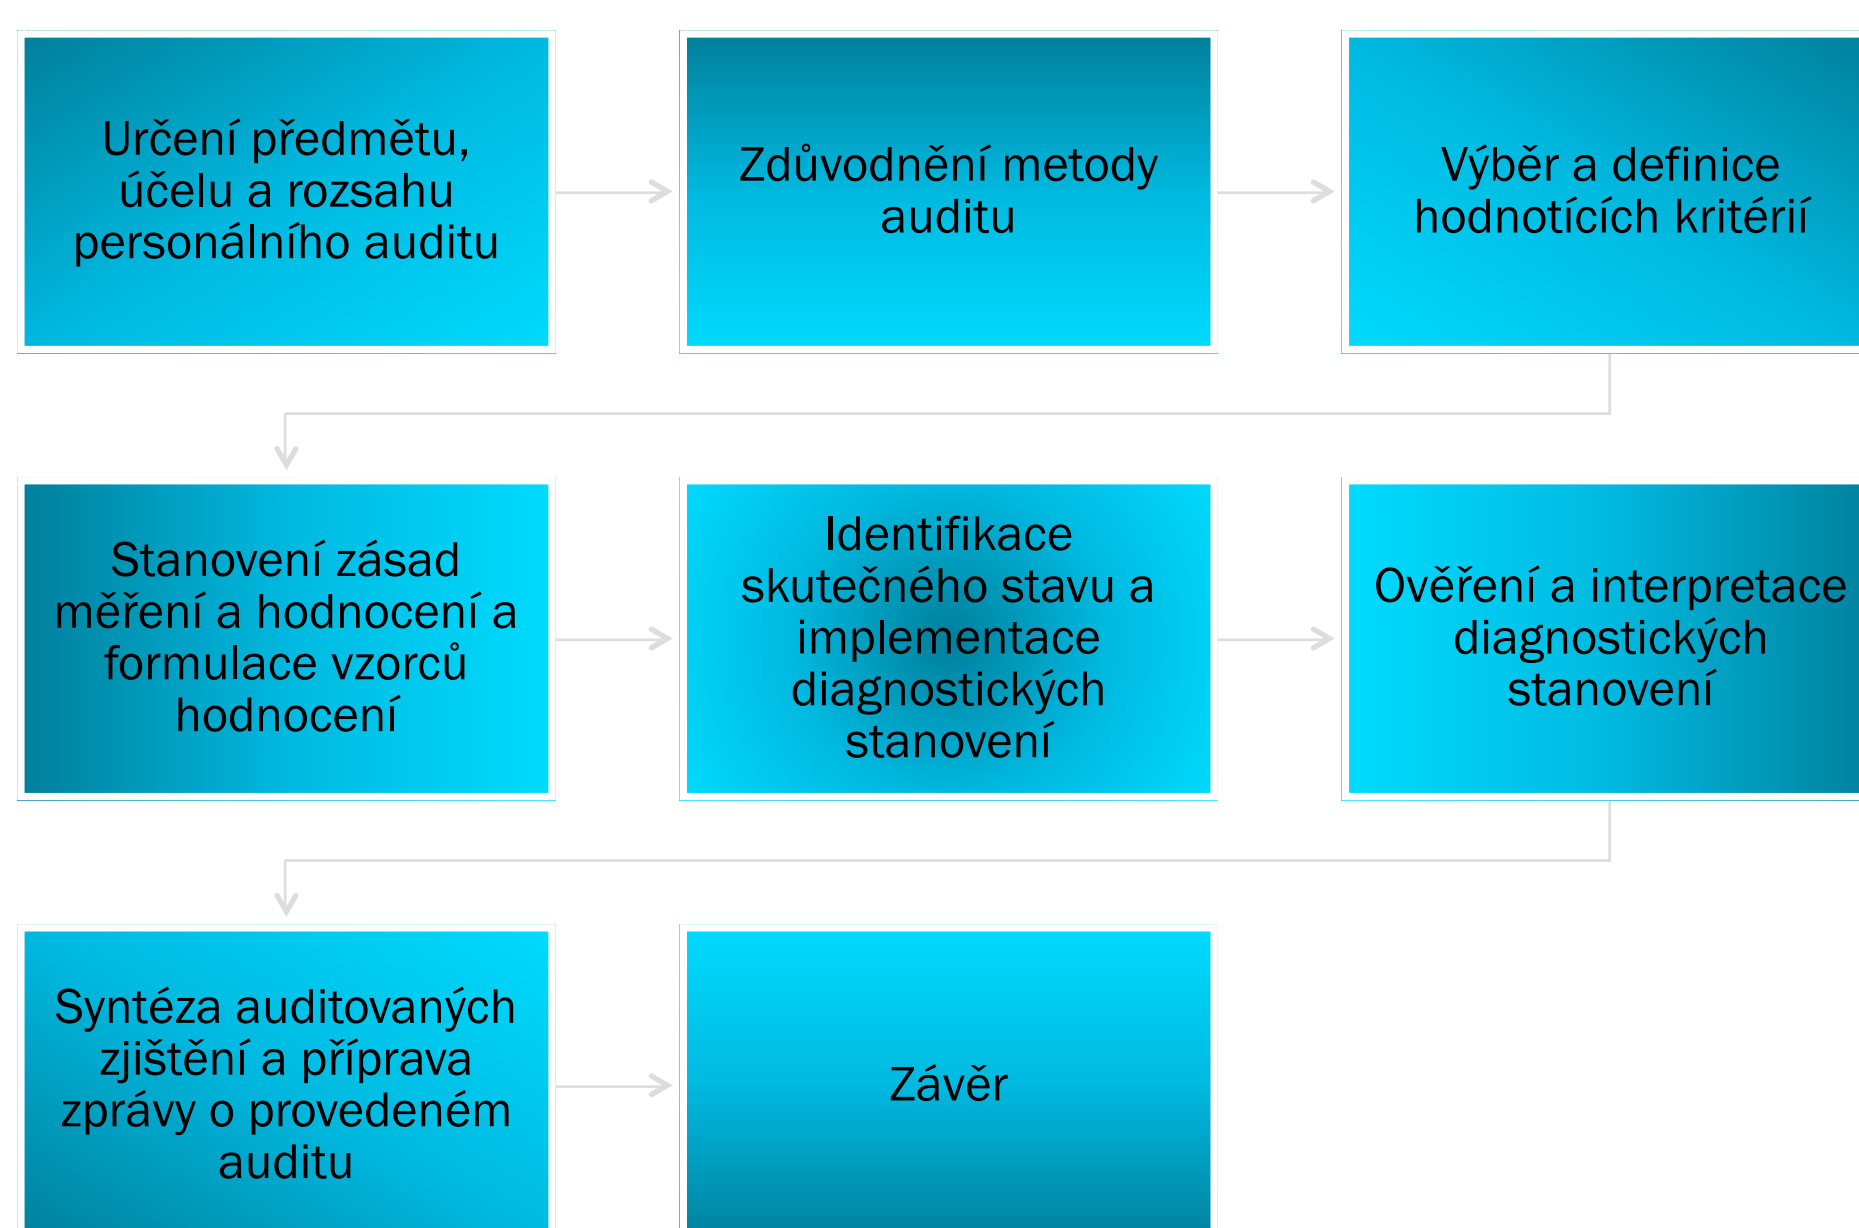 Určení předmětu,
účelu a rozsahu
personálního auditu
Zdůvodnění metody
auditu
Výběr a definice
hodnotících kritérií
Stanovení zásad
měření a hodnocení a
formulace vzorců
hodnocení
Identifikace
skutečného stavu a
implementace
diagnostických
stanovení
Ověření a interpretace
diagnostických
stanovení
Syntéza auditovaných
zjištění a příprava
zprávy o provedeném
auditu
Závěr